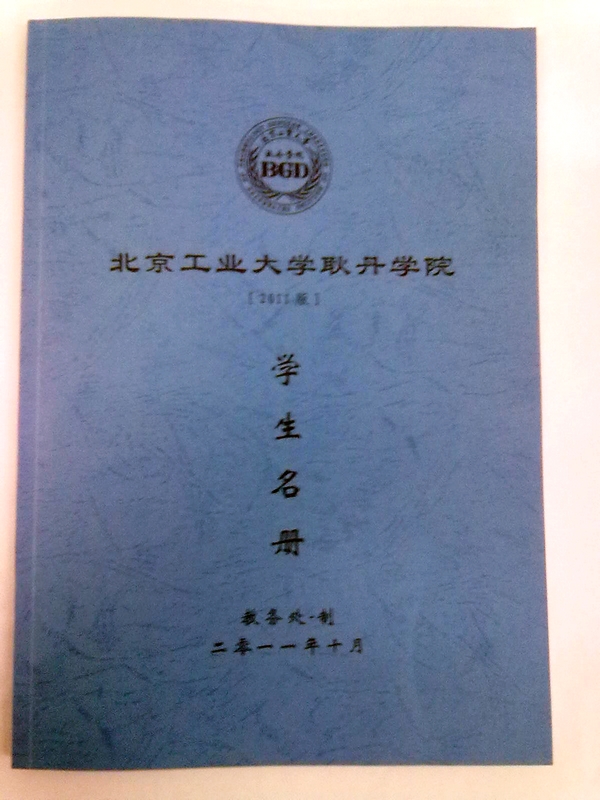 BGD
北京工业大学耿丹学院
[2011版]
学
生
名
册
教务处·制
二零一一年十月